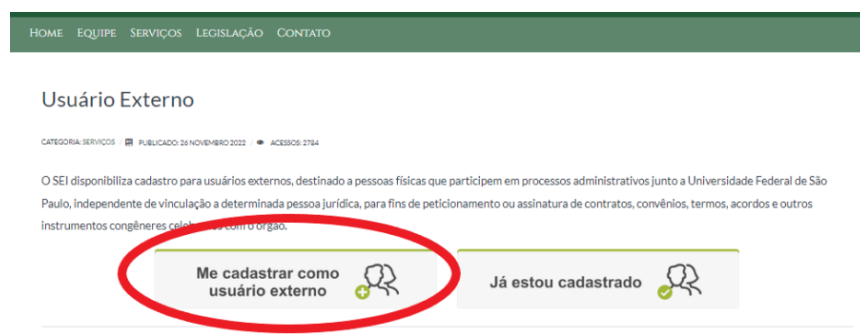 Home Equipe Serviços Legislação Contato
Usuário Externo
CATEGORIA: SERVIÇOS / PUBLICADO: 26 NOVEMBRO 2022 / ACESSOS: 2784
O SEI disponibiliza cadastro para usuários externos, destinado a pessoas físicas que participem em processos administrativos junto a Universidade Federal de São
Paulo, independente de vinculação a determinada pessoa jurídica, para fins de peticionamento ou assinatura de contratos, convênios, termos, acordos e outros
instrumentos congêneres celebrados com o órgão.
Me cadastrar como
usuário externo
Já estou cadastrado